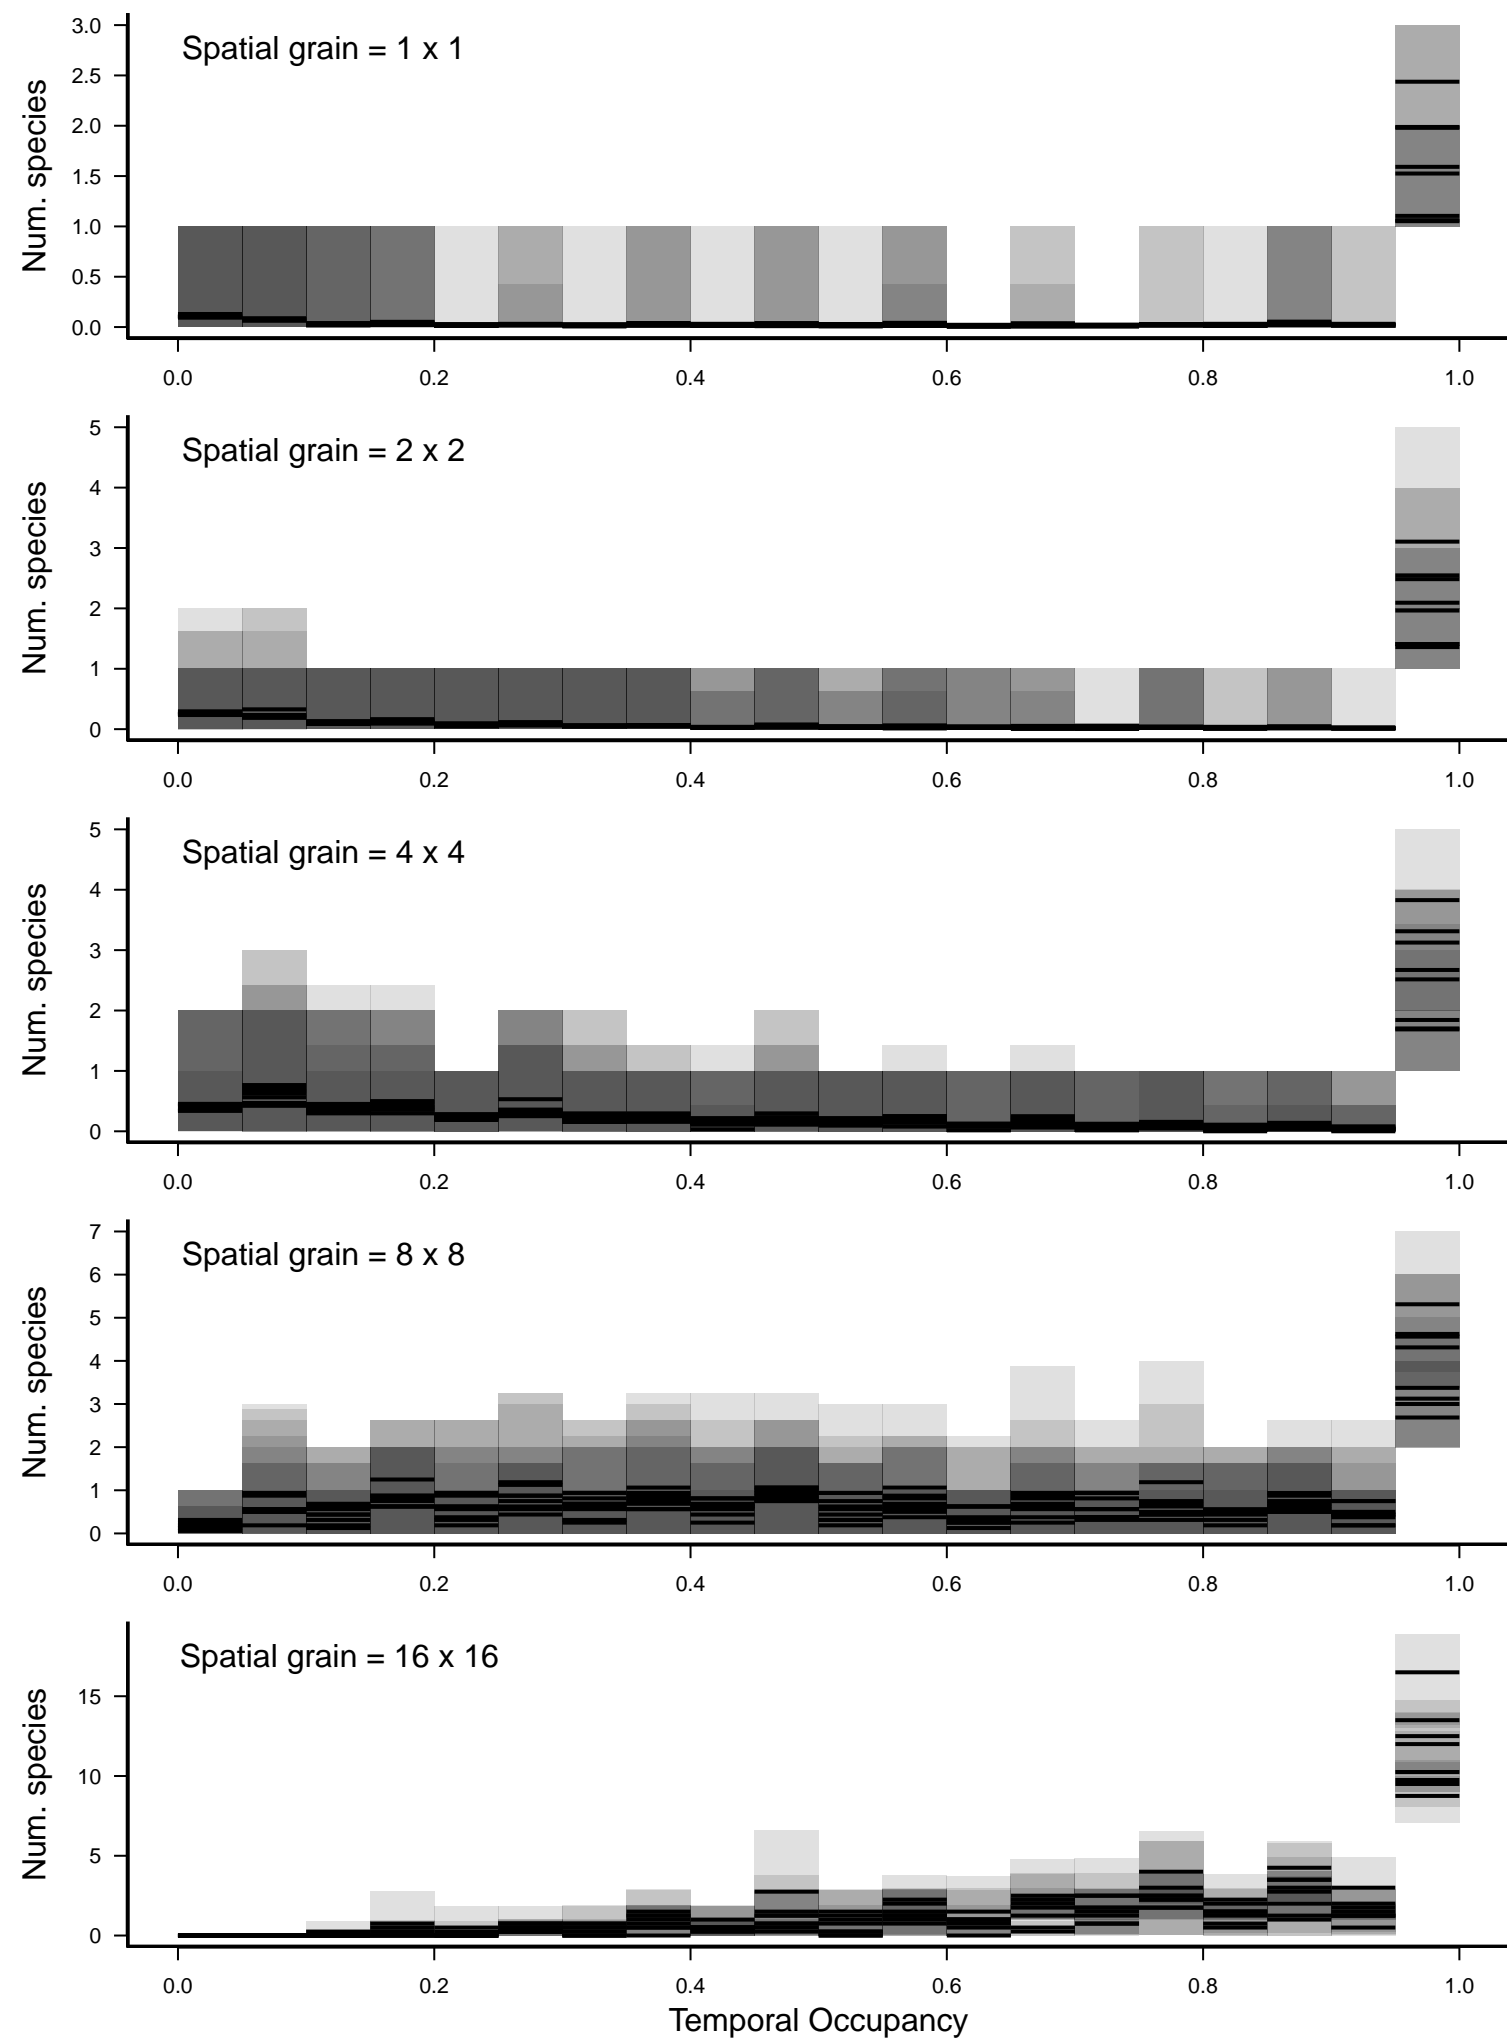 Spatial grain = 1 x 1
Num. species
3.0
2.5
2.0
1.5
1.0
0.5
0.0
0.0 0.2 0.4 0.6 0.8 1.0
Spatial grain = 2 x 2
Num. species
5
4
3
2
1
0
0.0 0.2 0.4 0.6 0.8 1.0
Spatial grain = 4 x 4
Num. species
5
4
3
2
1
0
0.0 0.2 0.4 0.6 0.8 1.0
Spatial grain = 8 x 8
Num. species
7
6
5
4
3
2
1
0
0.0 0.2 0.4 0.6 0.8 1.0
Spatial grain = 16 x 16
Num. species
15
10
5
0
0.0 0.2 0.4 0.6 0.8 1.0
Temporal Occupancy